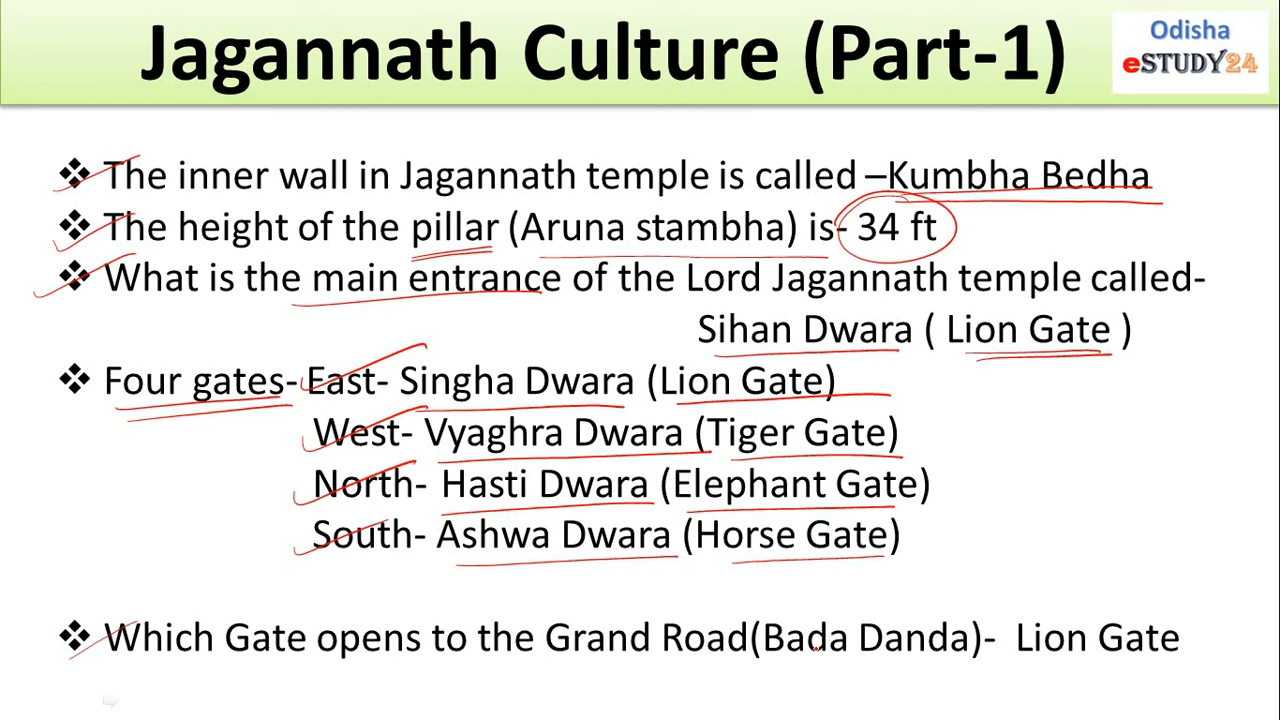 Jagannath Culture (Part-1)
Odisha
eSTUDY24
❖ The inner wall in Jagannath temple is called –Kumbha Bedha
❖ The height of the pillar (Aruna stambha) is- 34 ft
❖ What is the main entrance of the Lord Jagannath temple called-
Sihan Dwara ( Lion Gate )
❖ Four gates- East- Singha Dwara (Lion Gate)
West- Vyaghra Dwara (Tiger Gate)
North- Hasti Dwara (Elephant Gate)
South- Ashwa Dwara (Horse Gate)
❖ Which Gate opens to the Grand Road(Bada Danda)- Lion Gate